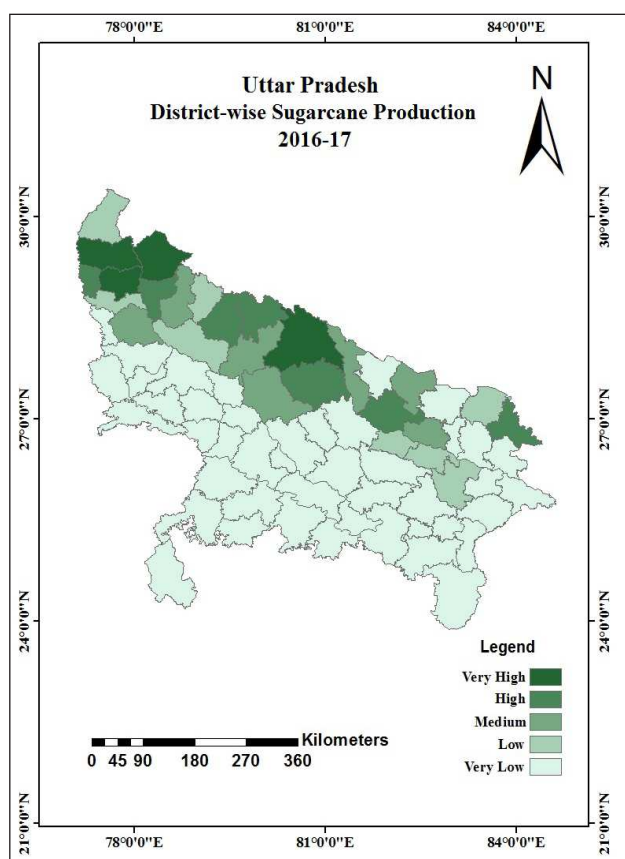 78°0'0"E 81°0'0"E 84°0'0"E
Uttar Pradesh
District-wise Sugarcane Production
2016-17
N
30°0'0"N 30°0'0"N
27°0'0"N 27°0'0"N
24°0'0"N 24°0'0"N
21°0'0"N 21°0'0"N
Legend
Very High
High
Medium
Low
Very Low
Kilometers
0 45 90 180 270 360
78°0'0"E 81°0'0"E 84°0'0"E